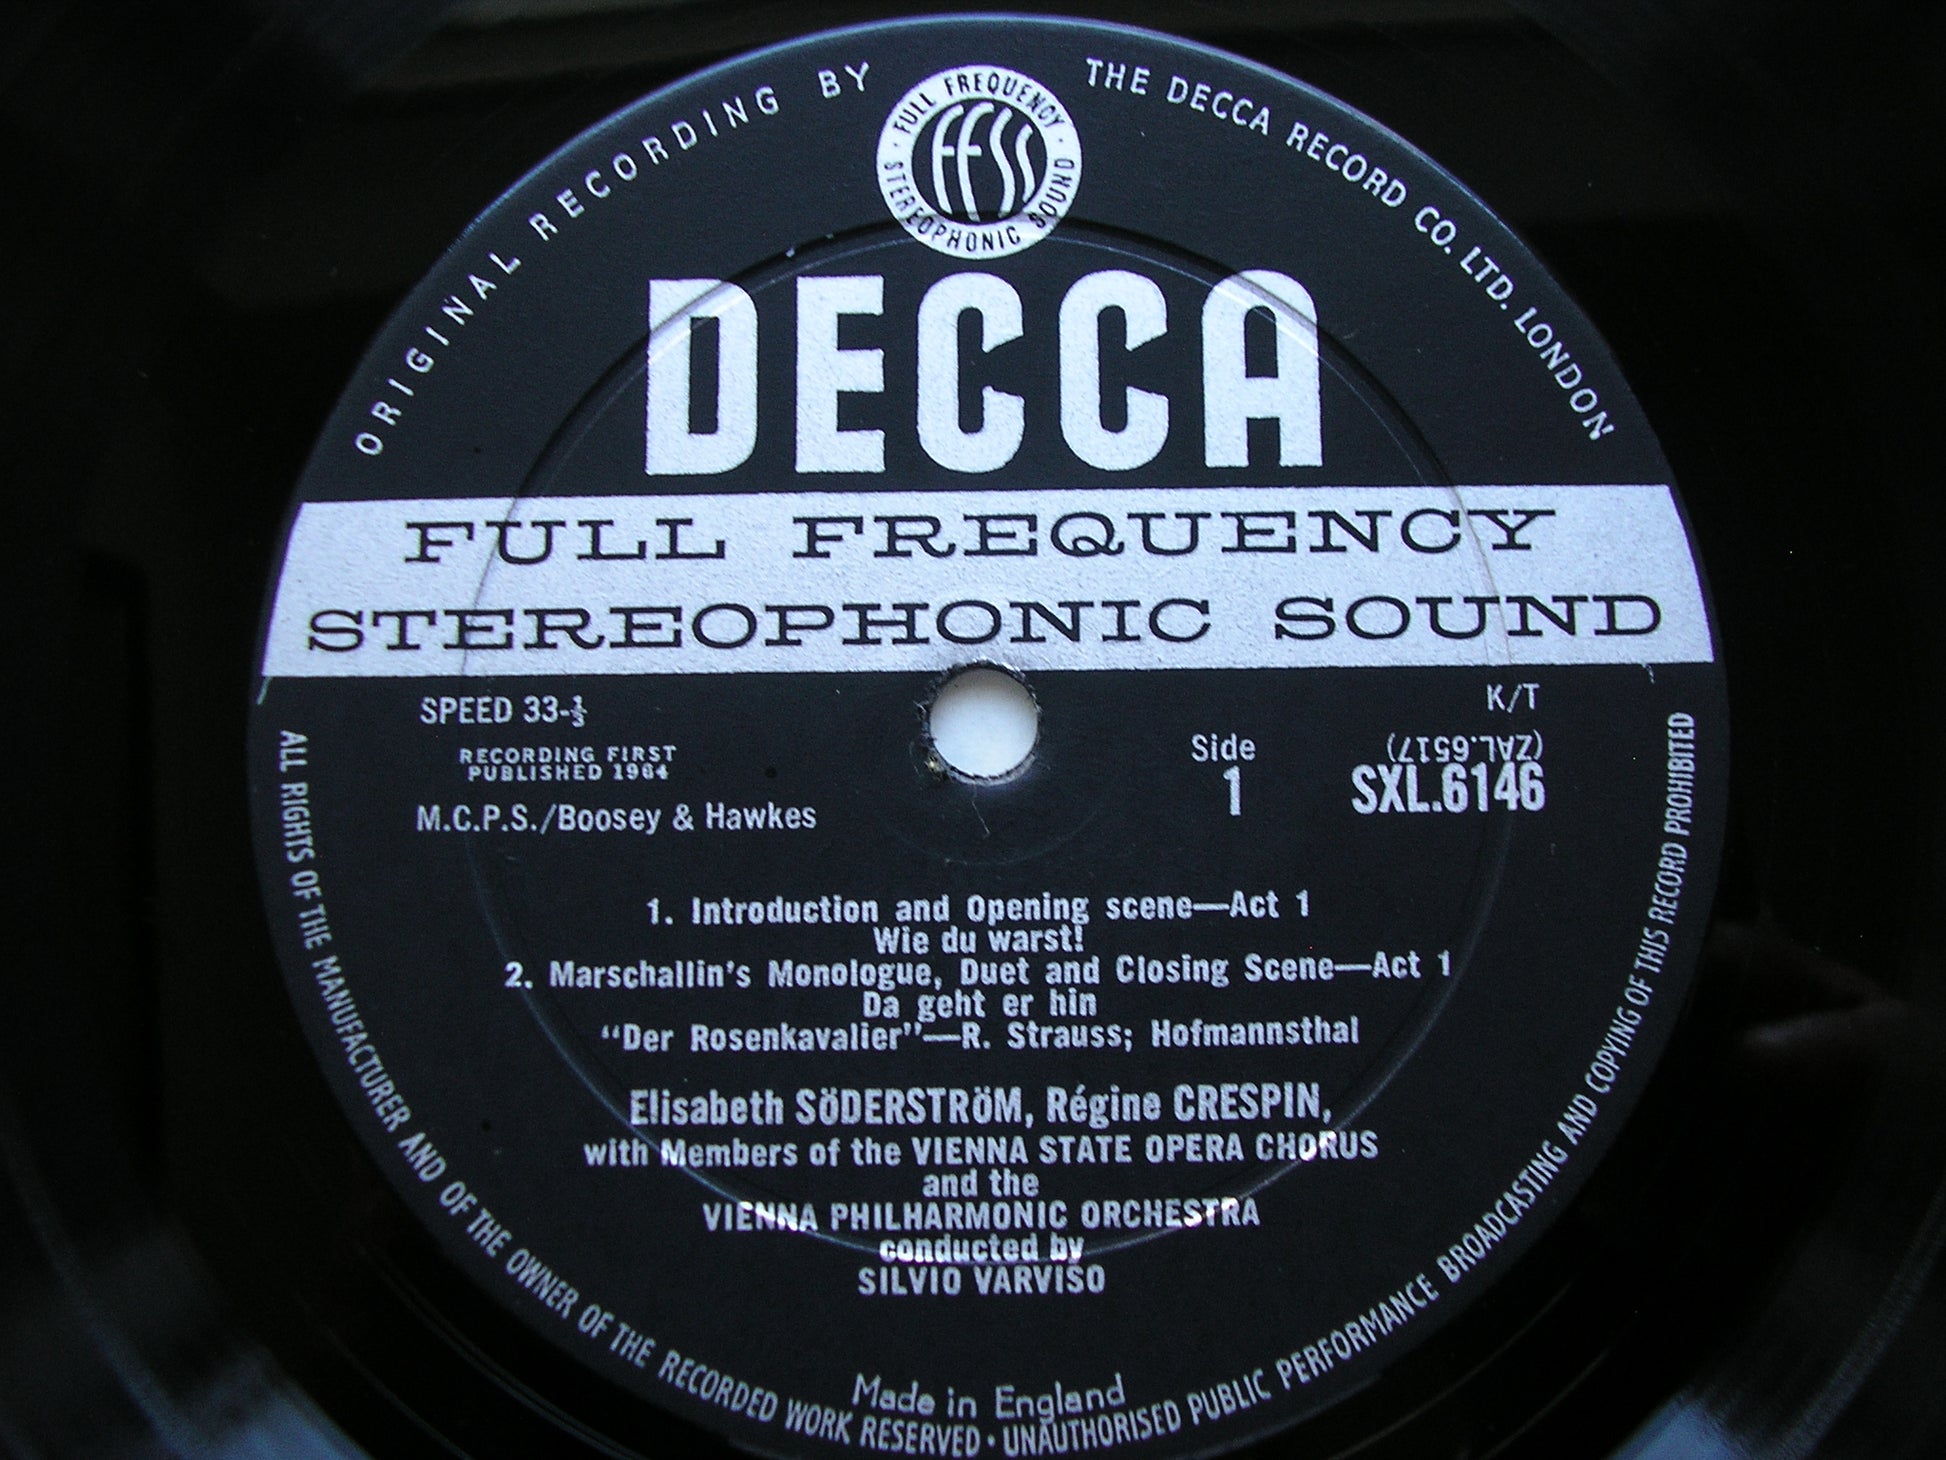 ORIGINAL RECORDING BY THE DECCA RECORD CO. LTD. LONDON
FULL FREQUENCY
STEREOPHONIC SOUND
FFSS
DECCA
FULL FREQUENCY
STEREOPHONIC SOUND
SPEED 33-⅓
RECORDING FIRST
PUBLISHED 1964
M.C.P.S./Boosey & Hawkes
Side
1
K/T
(ZAL.6517)
SXL.6146
1. Introduction and Opening scene—Act 1
Wie du warst!
2. Marschallin's Monologue, Duet and Closing Scene—Act 1
Da geht er hin
"Der Rosenkavalier"—R. Strauss; Hofmannsthal
Elisabeth SÖDERSTRÖM, Régine CRESPIN,
with Members of the VIENNA STATE OPERA CHORUS
and the
VIENNA PHILHARMONIC ORCHESTRA
conducted by
SILVIO VARVISO
Made in England
ALL RIGHTS OF THE MANUFACTURER AND OF THE OWNER OF THE RECORDED WORK RESERVED · UNAUTHORISED PUBLIC PERFORMANCE BROADCASTING AND COPYING OF THIS RECORD PROHIBITED